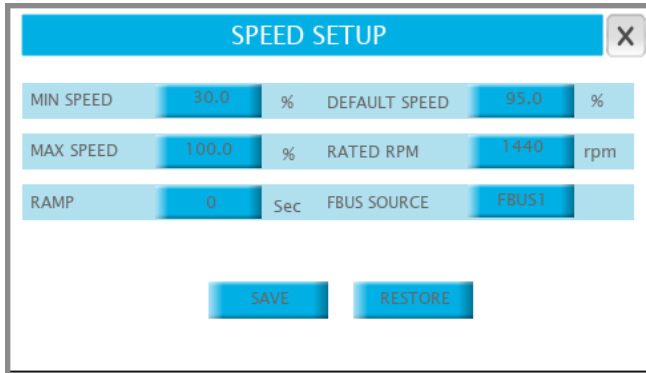 SPEED SETUP X
MIN SPEED 30.0 % DEFAULT SPEED 95.0 %
MAX SPEED 100.0 % RATED RPM 1440 rpm
RAMP 0 Sec FBUS SOURCE FBUS1
SAVE RESTORE